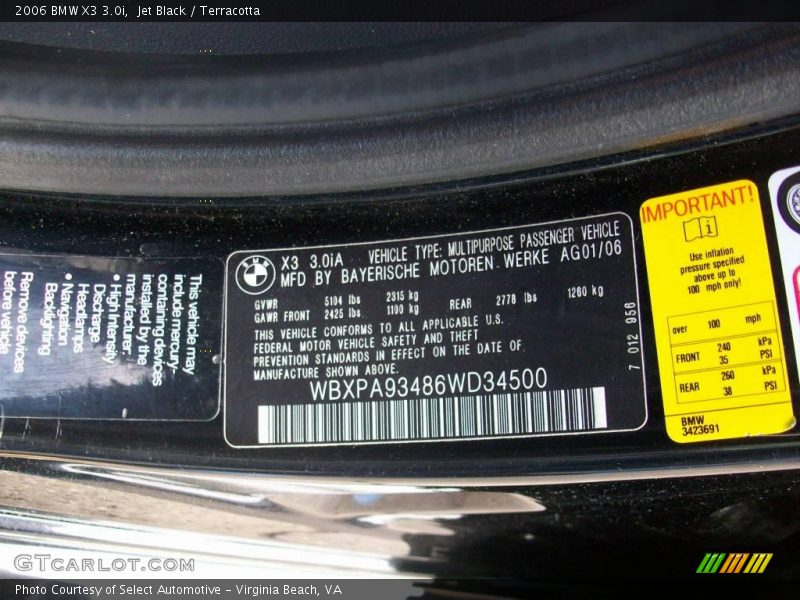 2006 BMW X3 3.0i,  Jet Black / Terracotta
This vehicle may
include mercury-
containing devices
installed by the
manufacturer:
• High Intensity
Discharge
Headlamps
• Navigation
Backlighting
Remove devices
before vehicle
BMW
X3 3.0iA VEHICLE TYPE: MULTIPURPOSE PASSENGER VEHICLE
MFD BY BAYERISCHE MOTOREN WERKE AG 01/06
GVWR 5104 lbs 2315 kg
GAWR FRONT 2425 lbs. 1100 kg REAR 2778 lbs 1260 kg
THIS VEHICLE CONFORMS TO ALL APPLICABLE U.S.
FEDERAL MOTOR VEHICLE SAFETY AND THEFT
PREVENTION STANDARDS IN EFFECT ON THE DATE OF
MANUFACTURE SHOWN ABOVE.
WBXPA93486WD34500
7 012 956
IMPORTANT!
Use inflation
pressure specified
above up to
100 mph only!
over 100 mph
FRONT 240 kPa
35 PSI
REAR 260 kPa
38 PSI
BMW
3423691
GTcarlot.com
Photo Courtesy of Select Automotive – Virginia Beach, VA